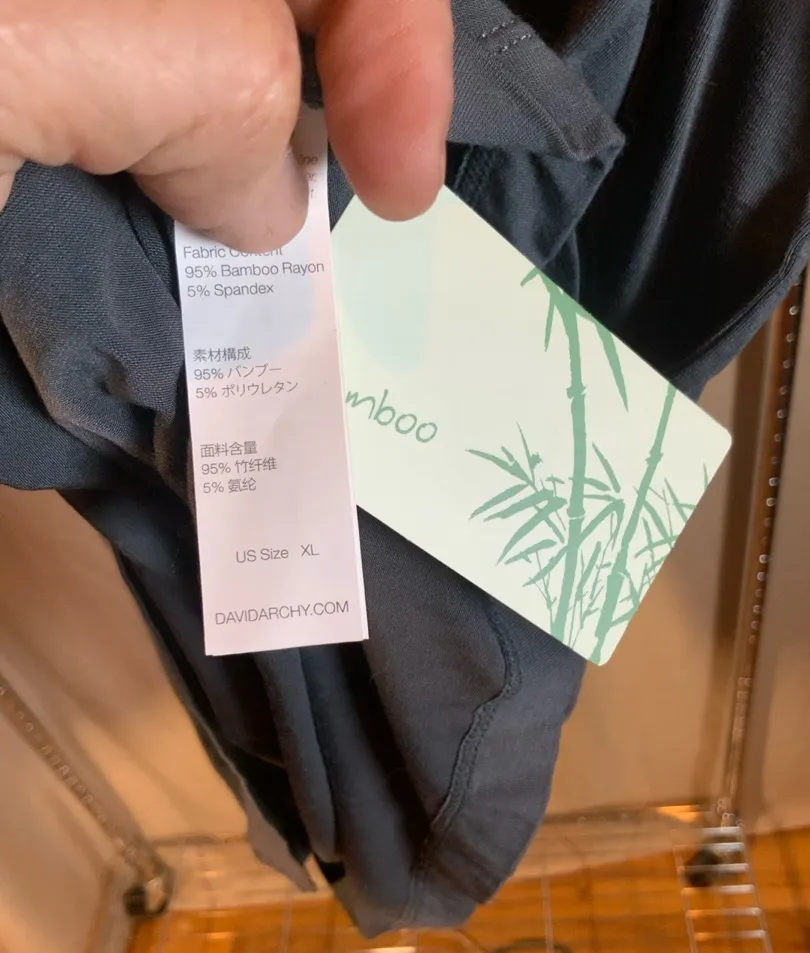 Fabric Content
95% Bamboo Rayon
5% Spandex
素材構成
95% バンブー
5% ポリウレタン
面料含量
95% 竹纤维
5% 氨纶
US Size XL
DAVIDARCHY.COM
mboo